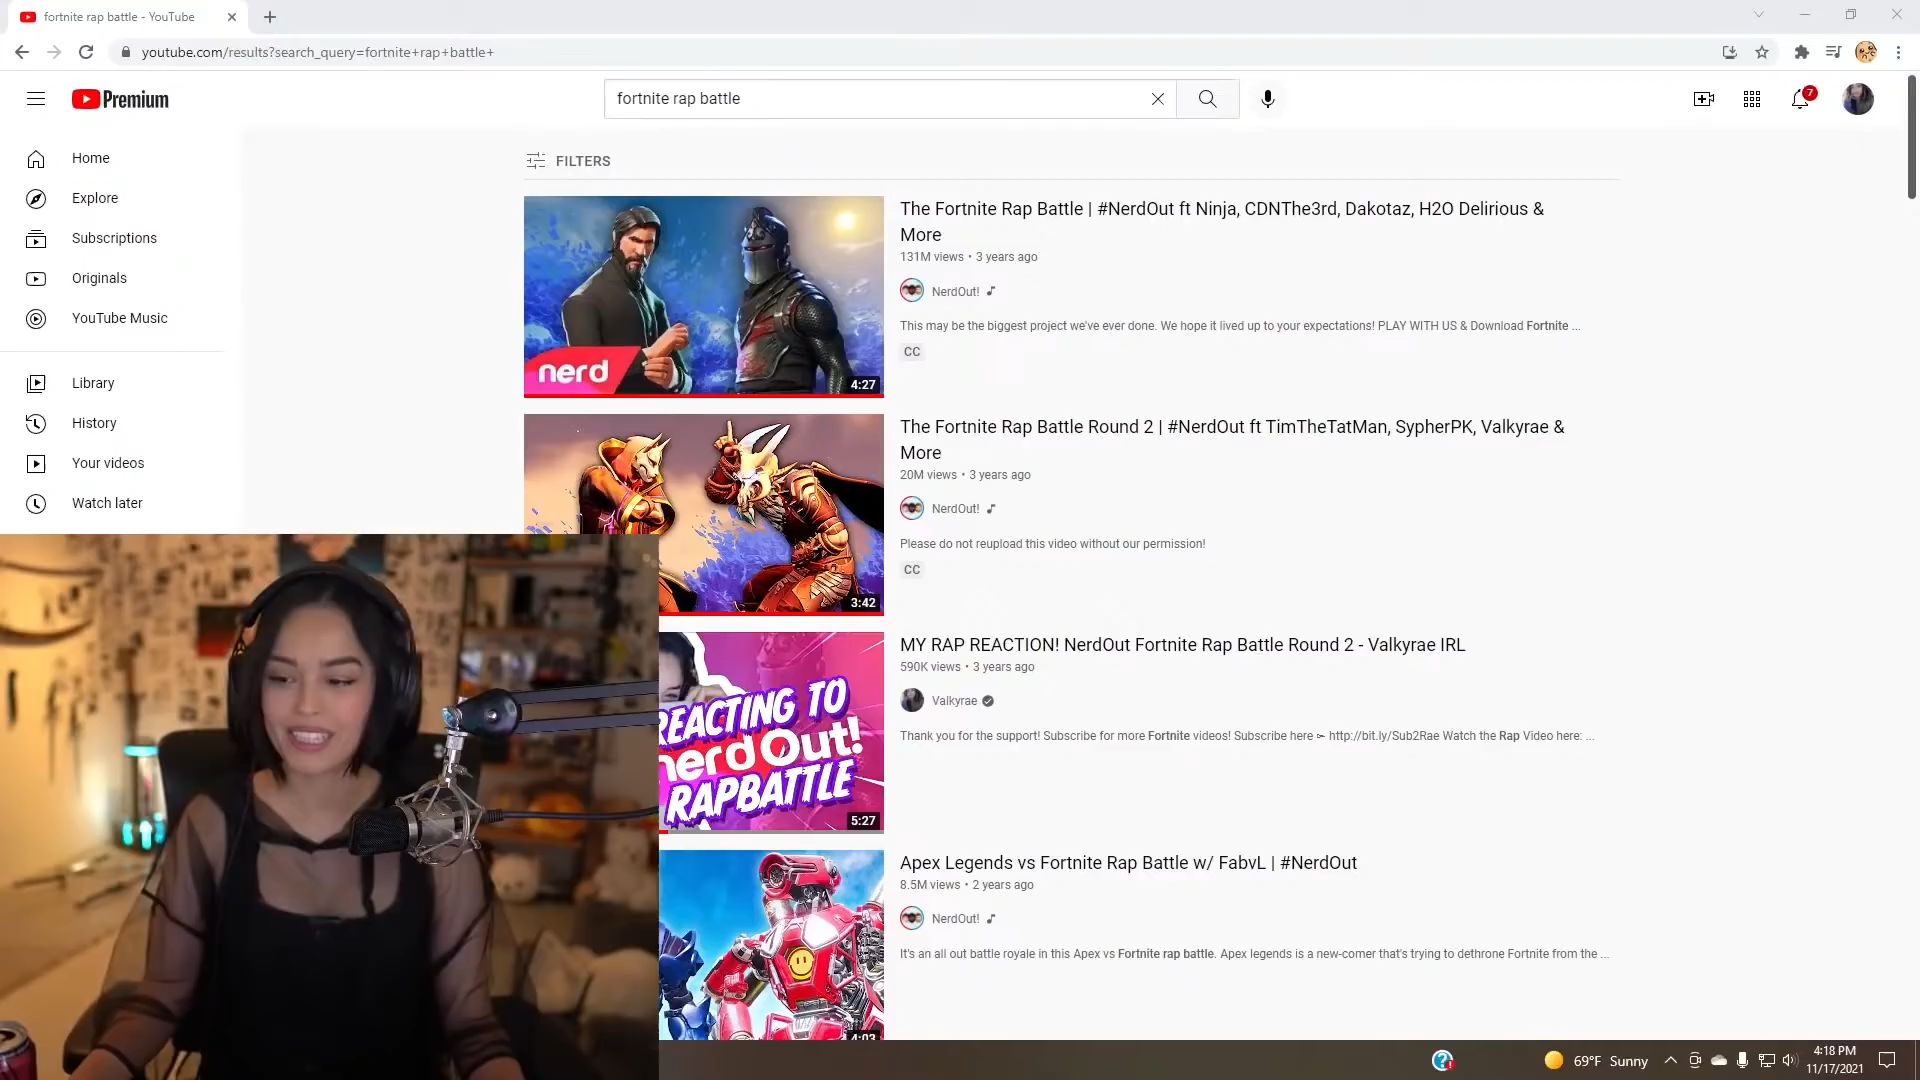 fortnite rap battle - YouTube
youtube.com/results?search_query=fortnite+rap+battle+
Premium
fortnite rap battle
7
Home
Explore
Subscriptions
Originals
YouTube Music
Library
History
Your videos
Watch later
FILTERS
nerd
4:27
The Fortnite Rap Battle | #NerdOut ft Ninja, CDNThe3rd, Dakotaz, H2O Delirious &
More
131M views • 3 years ago
NerdOut!
This may be the biggest project we've ever done. We hope it lived up to your expectations! PLAY WITH US & Download Fortnite ...
CC
3:42
The Fortnite Rap Battle Round 2 | #NerdOut ft TimTheTatMan, SypherPK, Valkyrae &
More
20M views • 3 years ago
NerdOut!
Please do not reupload this video without our permission!
CC
REACTING TO
nerdOut!
RAPBATTLE
5:27
MY RAP REACTION! NerdOut Fortnite Rap Battle Round 2 - Valkyrae IRL
590K views • 3 years ago
Valkyrae
Thank you for the support! Subscribe for more Fortnite videos! Subscribe here ➣ http://bit.ly/Sub2Rae Watch the Rap Video here: ...
4:03
Apex Legends vs Fortnite Rap Battle w/ FabvL | #NerdOut
8.5M views • 2 years ago
NerdOut!
It's an all out battle royale in this Apex vs Fortnite rap battle. Apex legends is a new-comer that's trying to dethrone Fortnite from the ...
69°F Sunny
4:18 PM
11/17/2021